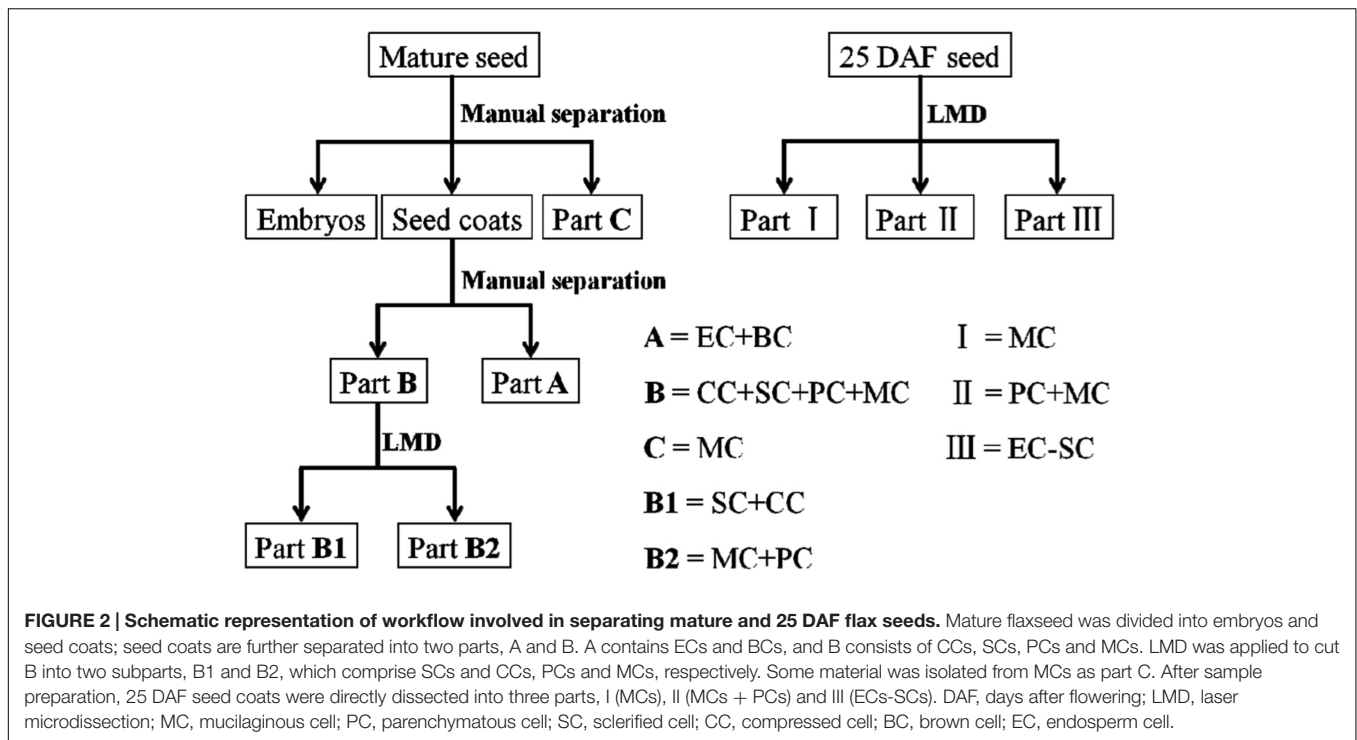 Mature seed
25 DAF seed
Manual separation
LMD
Embryos
Seed coats
Part C
Part Ⅰ
Part Ⅱ
Part Ⅲ
Manual separation
Part B
Part A
LMD
Part B1
Part B2
A = EC+BC
B = CC+SC+PC+MC
C = MC
B1 = SC+CC
B2 = MC+PC
Ⅰ = MC
Ⅱ = PC+MC
Ⅲ = EC-SC
FIGURE 2 | Schematic representation of workflow involved in separating mature and 25 DAF flax seeds. Mature flaxseed was divided into embryos and
seed coats; seed coats are further separated into two parts, A and B. A contains ECs and BCs, and B consists of CCs, SCs, PCs and MCs. LMD was applied to cut
B into two subparts, B1 and B2, which comprise SCs and CCs, PCs and MCs, respectively. Some material was isolated from MCs as part C. After sample
preparation, 25 DAF seed coats were directly dissected into three parts, I (MCs), II (MCs + PCs) and III (ECs-SCs). DAF, days after flowering; LMD, laser
microdissection; MC, mucilaginous cell; PC, parenchymatous cell; SC, sclerified cell; CC, compressed cell; BC, brown cell; EC, endosperm cell.